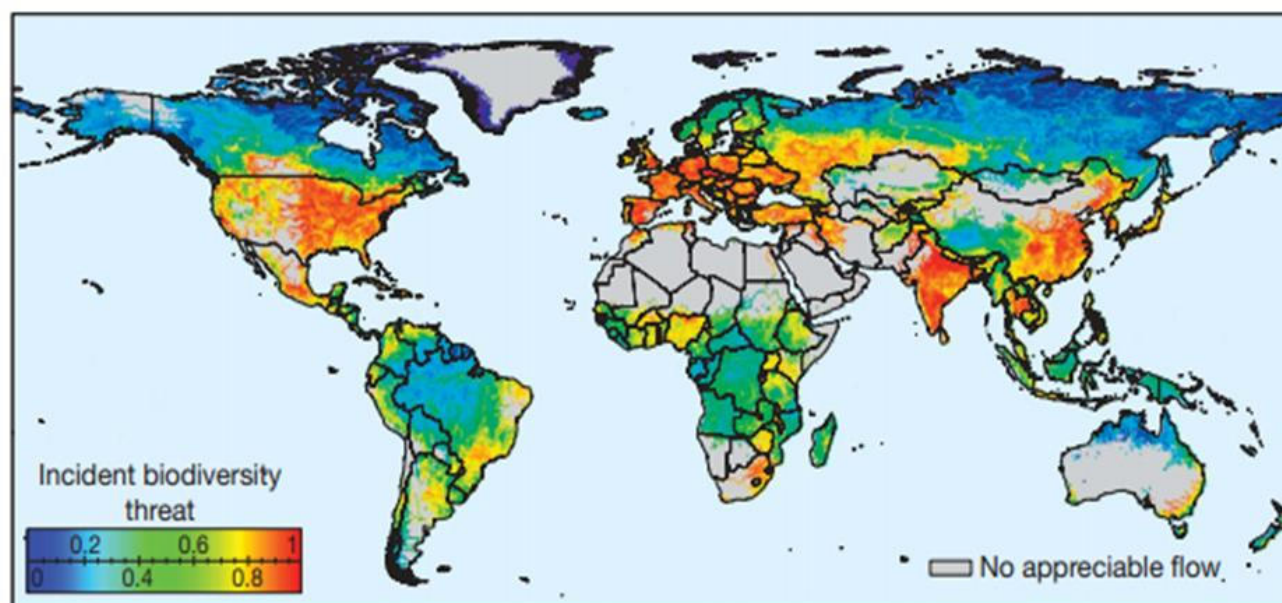 Incident biodiversity
threat
0.2 0.6 1
0 0.4 0.8
No appreciable flow